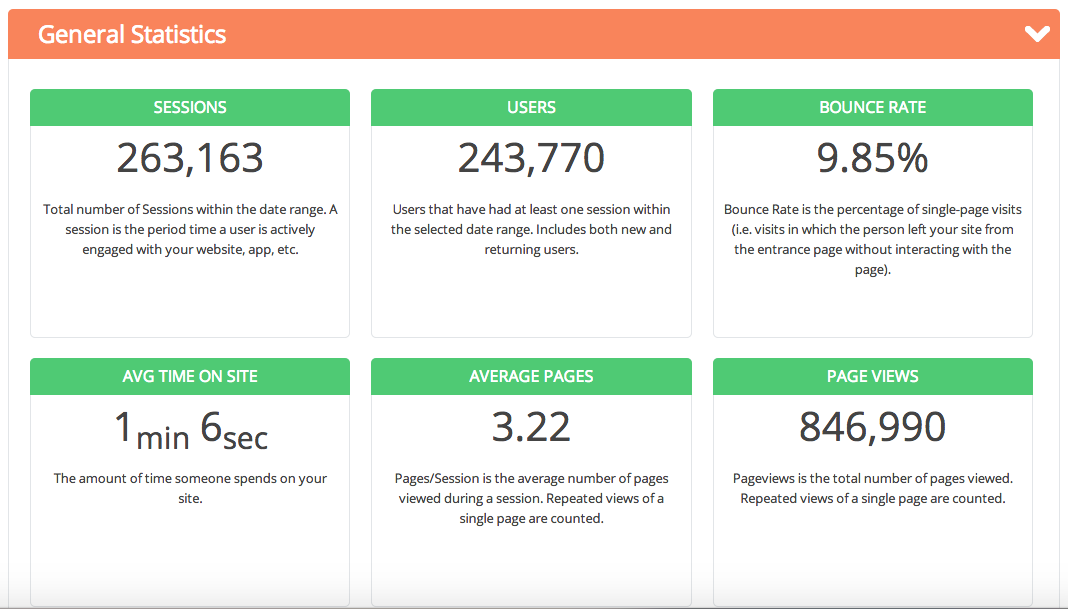 General Statistics
SESSIONS
263,163
Total number of Sessions within the date range. A
session is the period time a user is actively
engaged with your website, app, etc.
USERS
243,770
Users that have had at least one session within
the selected date range. Includes both new and
returning users.
BOUNCE RATE
9.85%
Bounce Rate is the percentage of single-page visits
(i.e. visits in which the person left your site from
the entrance page without interacting with the
page).
AVG TIME ON SITE
1min 6sec
The amount of time someone spends on your
site.
AVERAGE PAGES
3.22
Pages/Session is the average number of pages
viewed during a session. Repeated views of a
single page are counted.
PAGE VIEWS
846,990
Pageviews is the total number of pages viewed.
Repeated views of a single page are counted.